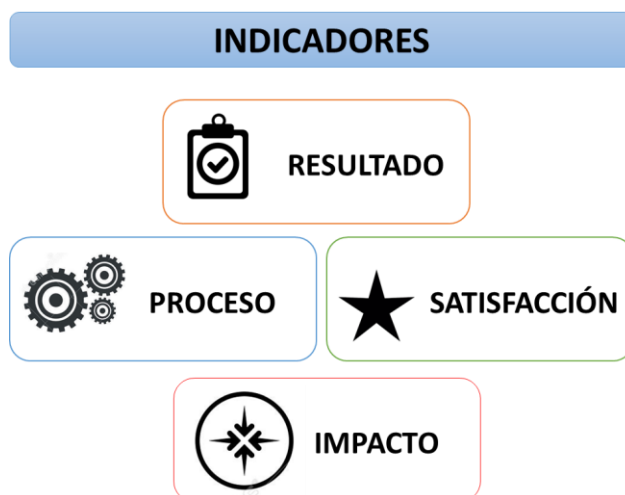 INDICADORES
RESULTADO
PROCESO
SATISFACCIÓN
IMPACTO